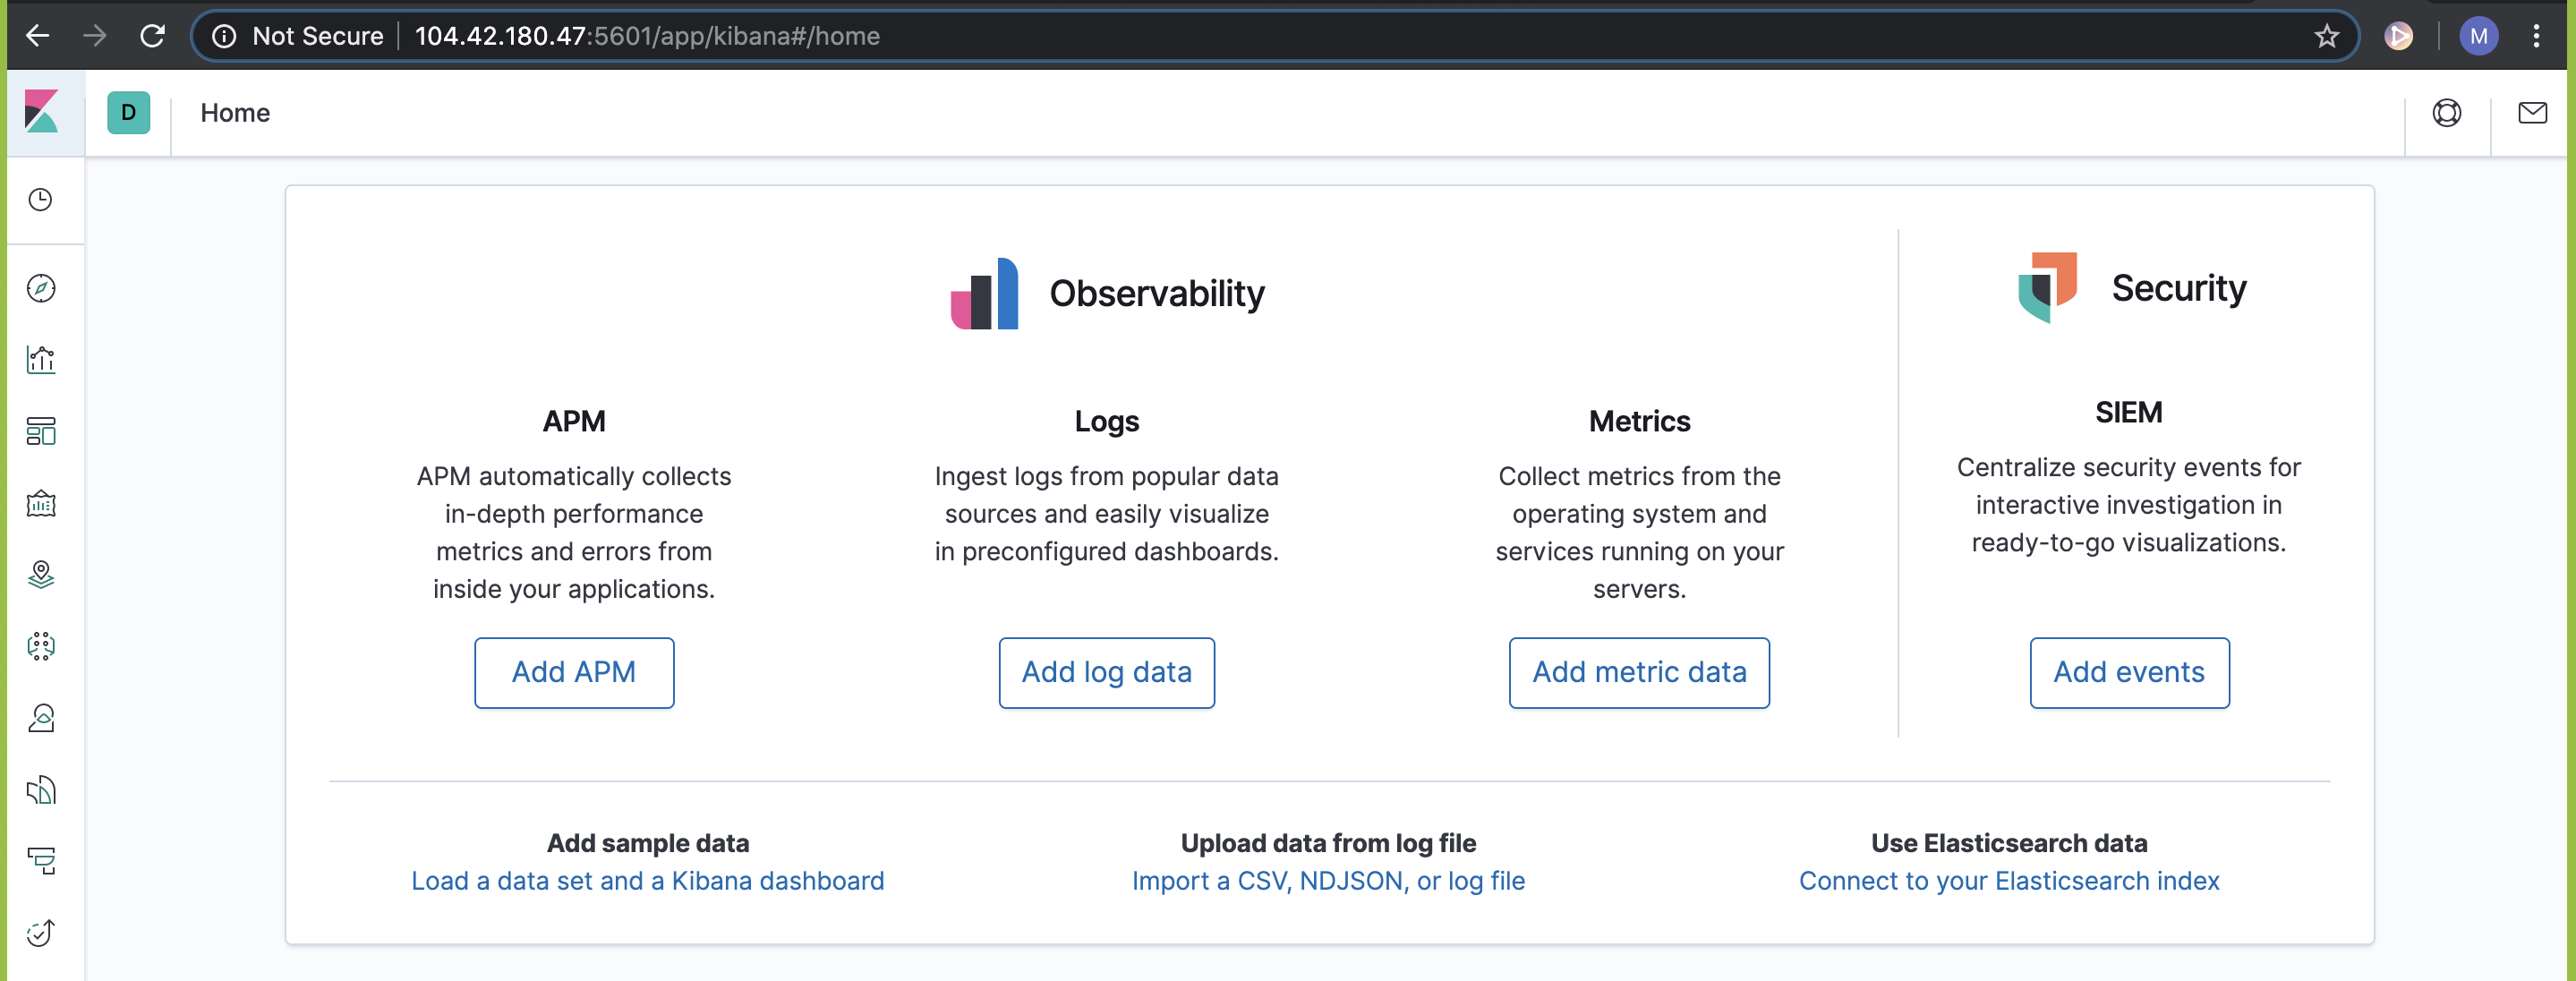 Not Secure 104.42.180.47:5601/app/kibana#/home
M
D
Home
Observability
Security
APM
APM automatically collects
in-depth performance
metrics and errors from
inside your applications.
Add APM
Logs
Ingest logs from popular data
sources and easily visualize
in preconfigured dashboards.
Add log data
Metrics
Collect metrics from the
operating system and
services running on your
servers.
Add metric data
SIEM
Centralize security events for
interactive investigation in
ready-to-go visualizations.
Add events
Add sample data
Load a data set and a Kibana dashboard
Upload data from log file
Import a CSV, NDJSON, or log file
Use Elasticsearch data
Connect to your Elasticsearch index